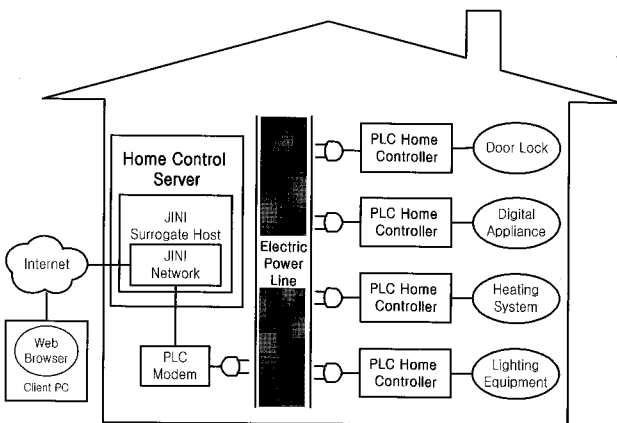 Home Control
Server
JINI
Surrogate Host
JINI
Network
Internet
Web
Browser
Client PC
PLC
Modem
Electric
Power
Line
PLC Home
Controller
Door Lock
PLC Home
Controller
Digital
Appliance
PLC Home
Controller
Heating
System
PLC Home
Controller
Lighting
Equipment